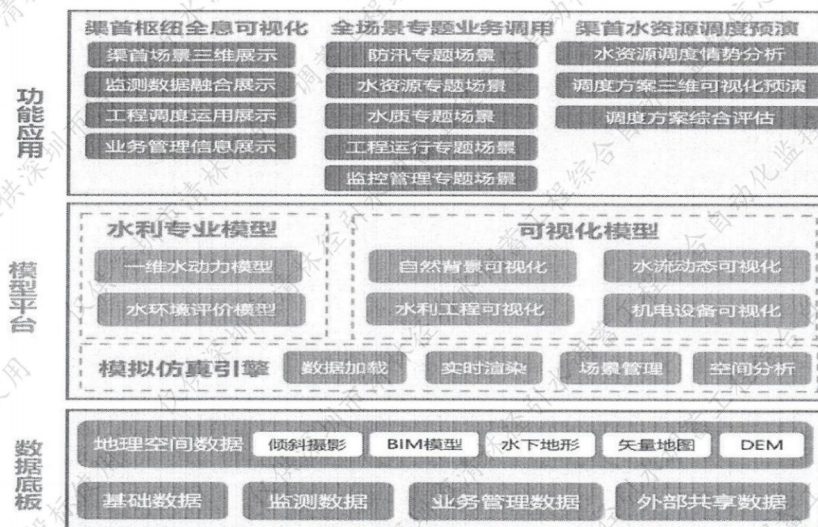 功能应用
渠首枢纽全息可视化
渠首场景三维展示
监测数据融合展示
工程调度运用展示
业务管理信息展示
全场景专题业务调用
防汛专题场景
水资源专题场景
水质专题场景
工程运行专题场景
监控管理专题场景
渠首水资源调度预演
水资源调度情势分析
调度方案三维可视化预演
调度方案综合评估
模型平台
水利专业模型
一维水动力模型
水环境评价模型
可视化模型
自然背景可视化
水流动态可视化
水利工程可视化
机电设备可视化
模拟仿真引擎
数据加载
实时渲染
场景管理
空间分析
数据底板
地理空间数据
倾斜摄影
BIM模型
水下地形
矢量地图
DEM
基础数据
监测数据
业务管理数据
外部共享数据